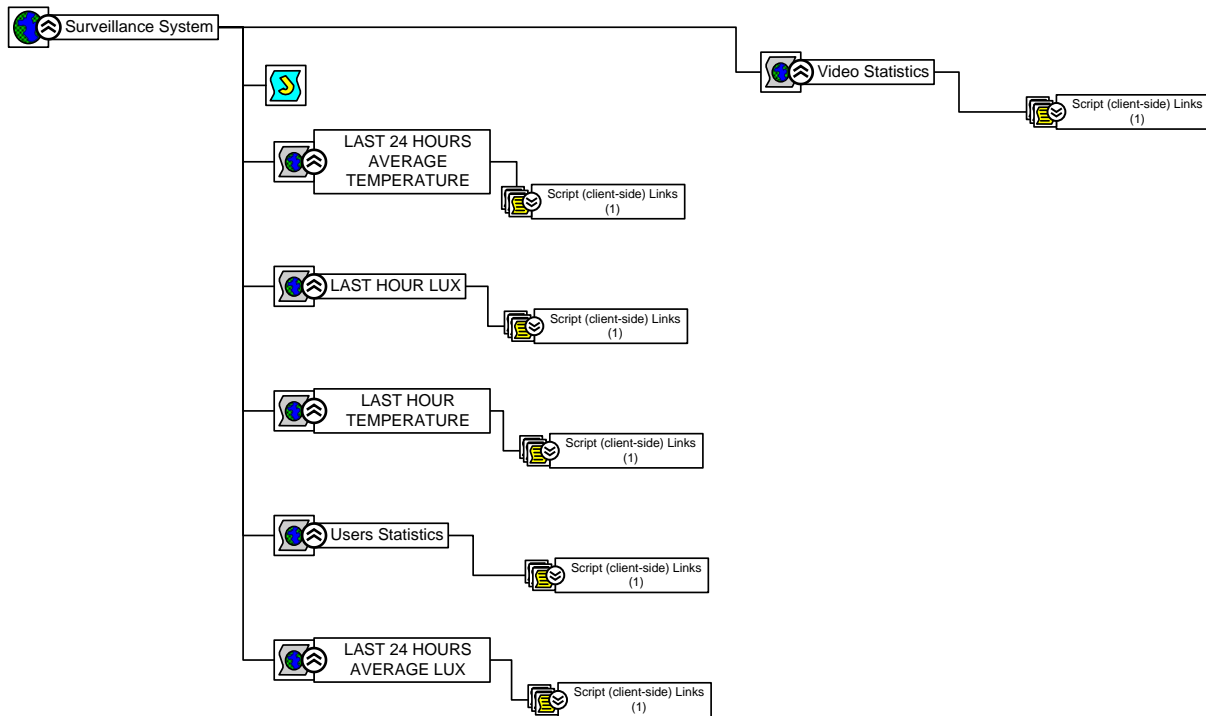 Surveillance System
Video Statistics
Script (client-side) Links
(1)
LAST 24 HOURS
AVERAGE
TEMPERATURE
Script (client-side) Links
(1)
LAST HOUR LUX
Script (client-side) Links
(1)
LAST HOUR
TEMPERATURE
Script (client-side) Links
(1)
Users Statistics
Script (client-side) Links
(1)
LAST 24 HOURS
AVERAGE LUX
Script (client-side) Links
(1)